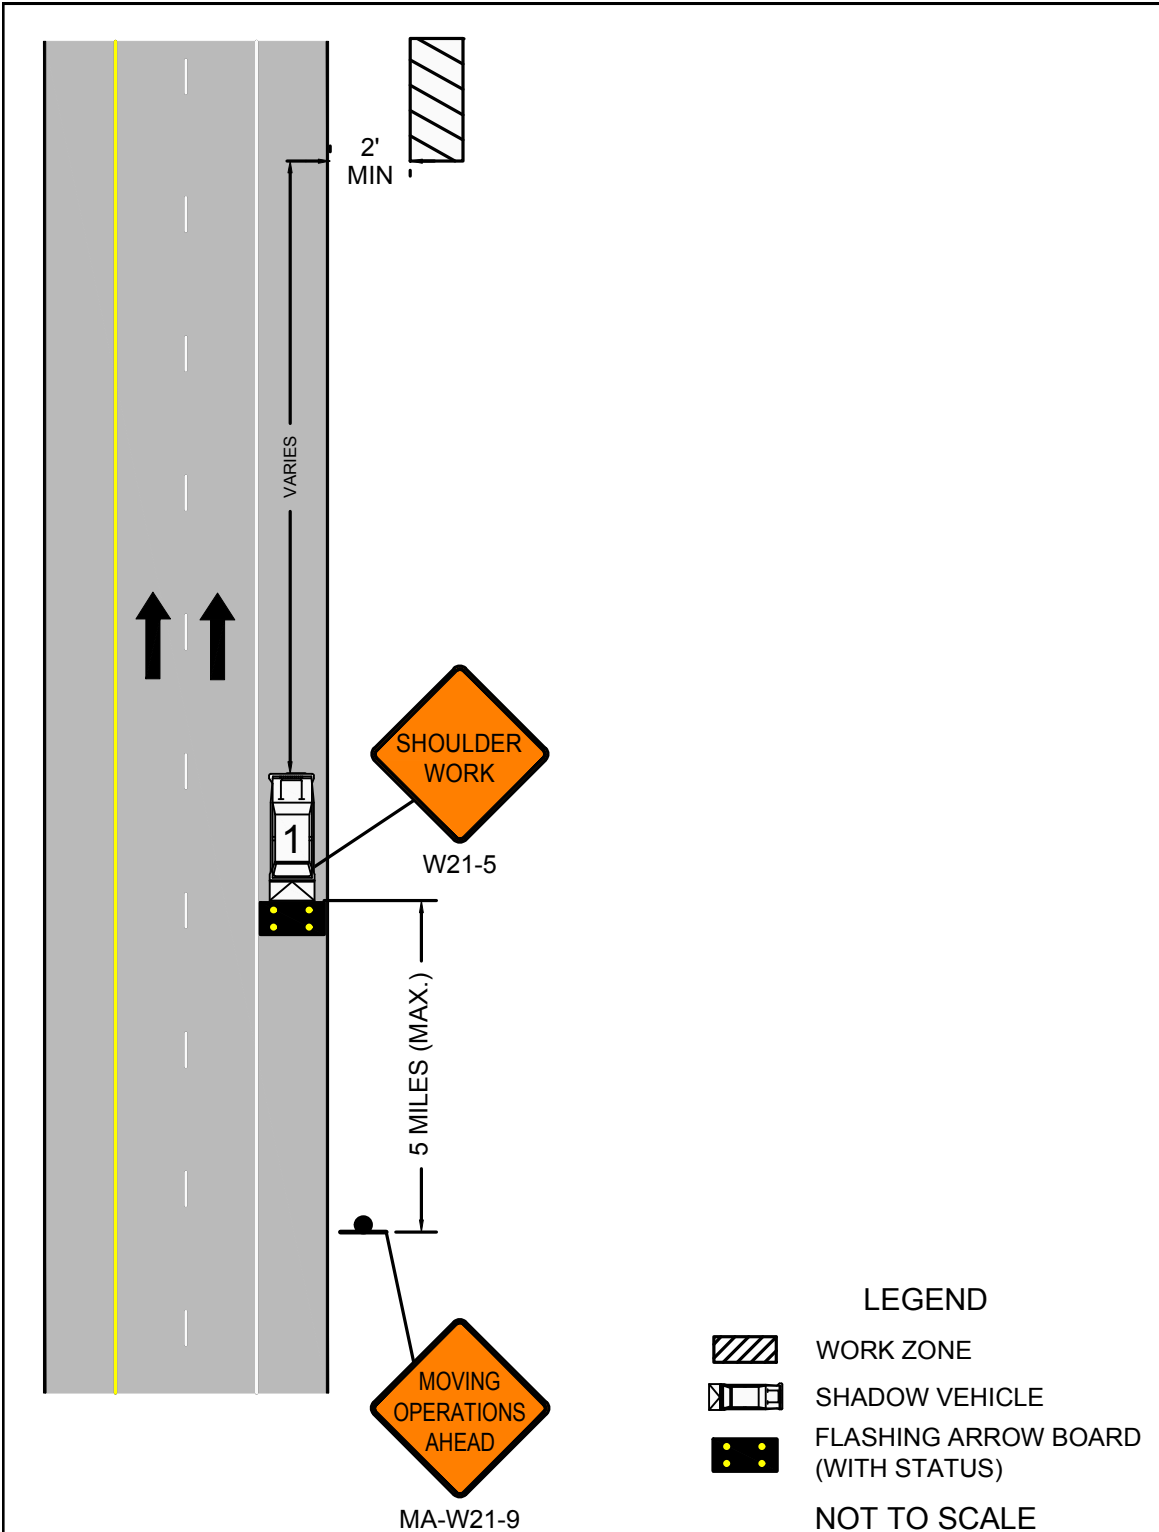 2'
MIN
VARIES
SHOULDER
WORK
W21-5
1
5 MILES (MAX.)
MOVING
OPERATIONS
AHEAD
MA-W21-9
LEGEND
WORK ZONE
SHADOW VEHICLE
FLASHING ARROW BOARD
(WITH STATUS)
NOT TO SCALE